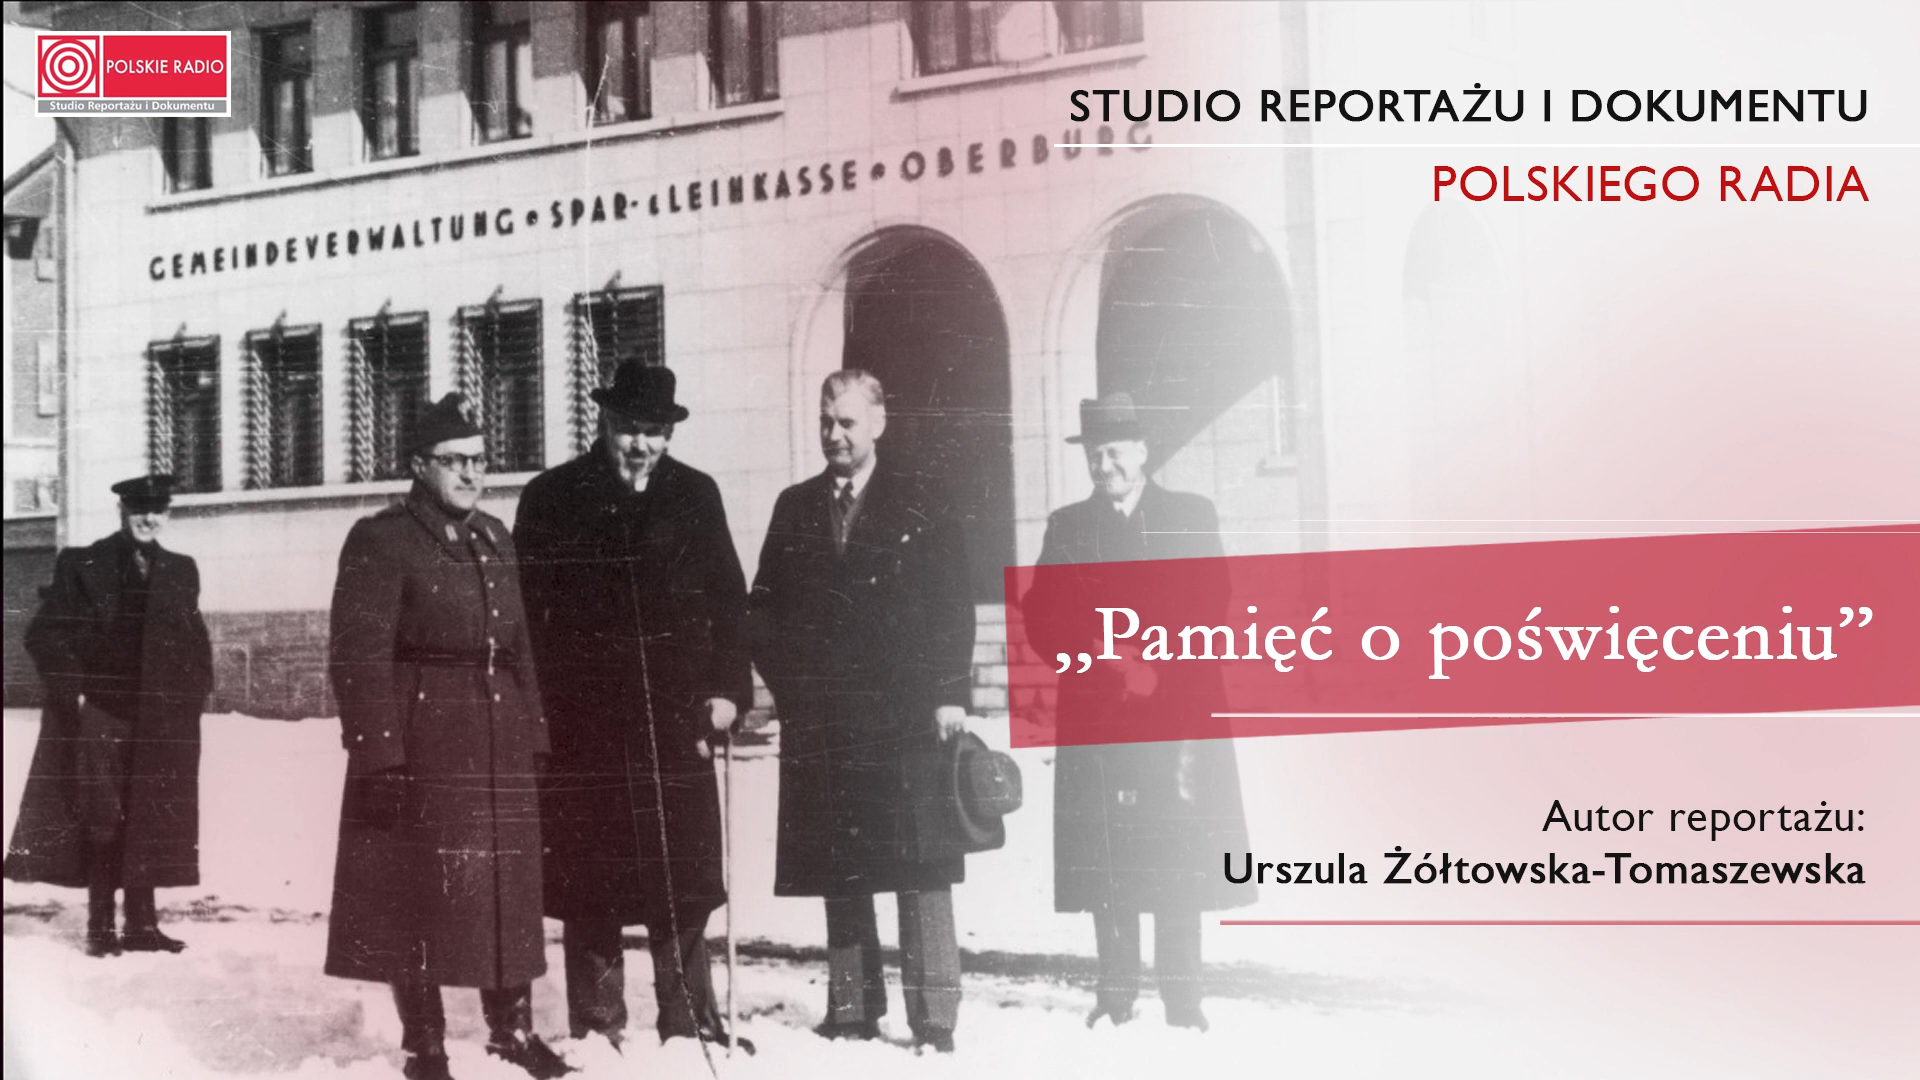 POLSKIE RADIO
Studio Reportażu i Dokumentu
STUDIO REPORTAŻU I DOKUMENTU
POLSKIEGO RADIA
GEMEINDEVERWALTUNG • SPAR- & LEIHKASSE • OBERBURG
„Pamięć o poświęceniu”
Autor reportażu:
Urszula Żółtowska-Tomaszewska